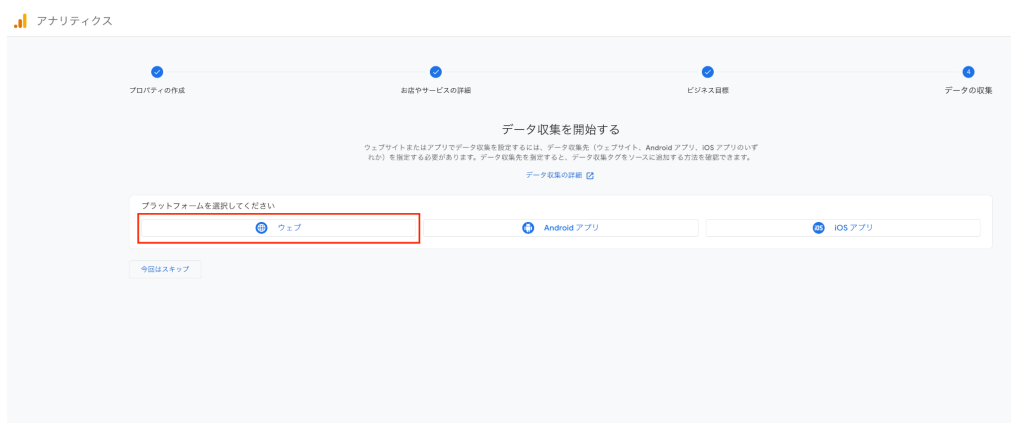 アナリティクス
プロパティの作成
お店やサービスの詳細
ビジネス目標
4
データの収集
データ収集を開始する
ウェブサイトまたはアプリでデータ収集を設定するには、データ収集先（ウェブサイト、Android アプリ、iOS アプリのいず
れか）を指定する必要があります。データ収集先を指定すると、データ収集タグをソースに追加する方法を確認できます。
データ収集の詳細
プラットフォームを選択してください
ウェブ
Android アプリ
iOS
iOS アプリ
今回はスキップ